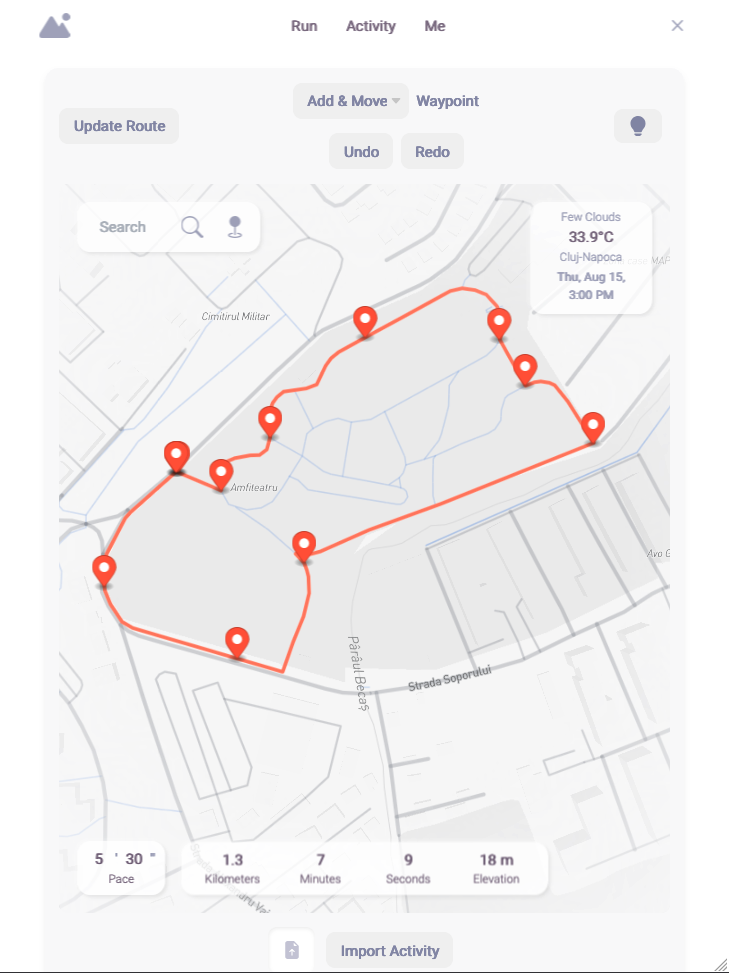 Run Activity Me
Update Route
Add & Move Waypoint
Undo Redo
Search
Few Clouds
33.9°C
Cluj-Napoca
Thu, Aug 15,
3:00 PM
Cimitirul Militar
Amfiteatru
Avo G
Pârâul Becaș
Strada Soporului
5 ' 30 "
Pace
1.3 7 9 18 m
Kilometers Minutes Seconds Elevation
Import Activity